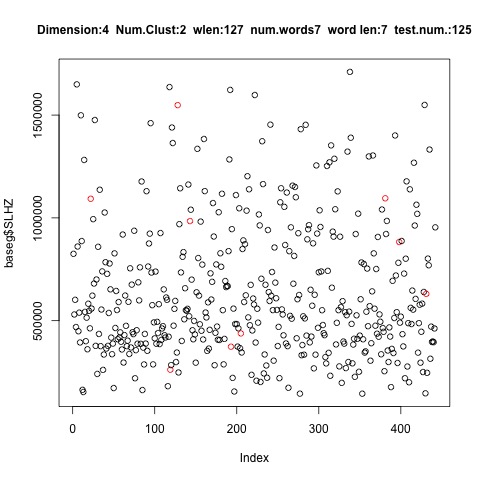 Dimension:4 Num.Clust:2 wlen:127 num.words7 word len:7 test.num.:125
baseg$SLHZ
1500000
1000000
500000
0 100 200 300 400
Index